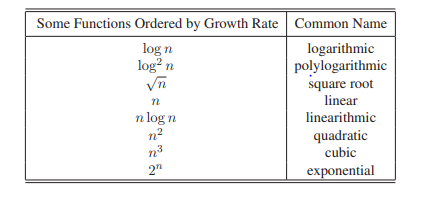 Some Functions Ordered by Growth Rate Common Name
log n logarithmic
log² n polylogarithmic
√n square root
n linear
n log n linearithmic
n² quadratic
n³ cubic
2ⁿ exponential